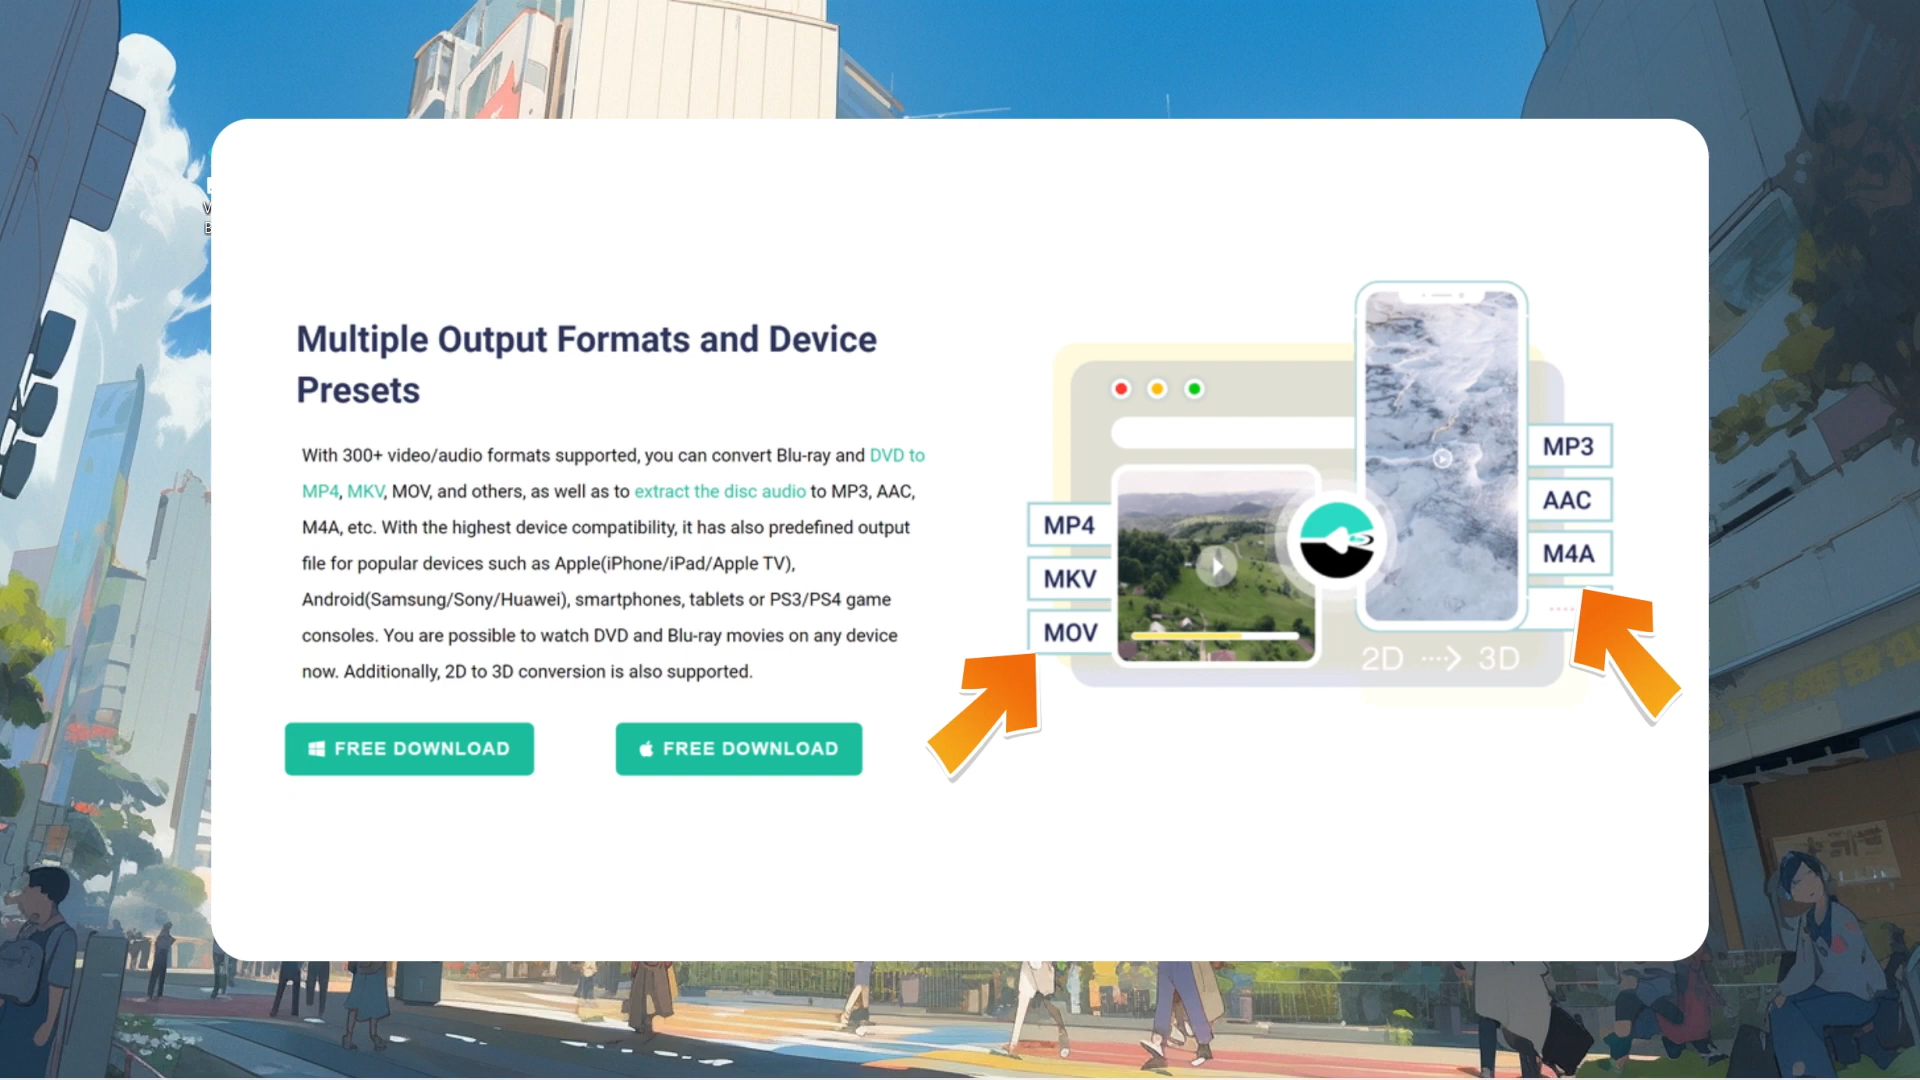 Multiple Output Formats and Device
Presets
With 300+ video/audio formats supported, you can convert Blu-ray and DVD to
MP4, MKV, MOV, and others, as well as to extract the disc audio to MP3, AAC,
M4A, etc. With the highest device compatibility, it has also predefined output
file for popular devices such as Apple(iPhone/iPad/Apple TV),
Android(Samsung/Sony/Huawei), smartphones, tablets or PS3/PS4 game
consoles. You are possible to watch DVD and Blu-ray movies on any device
now. Additionally, 2D to 3D conversion is also supported.
FREE DOWNLOAD
FREE DOWNLOAD
MP4
MKV
MOV
MP3
AAC
M4A
......
2D ····> 3D